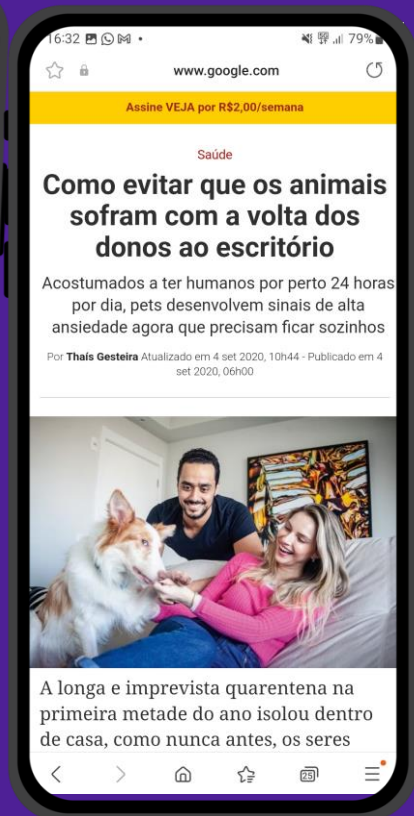 16:32
79%
www.google.com
Assine VEJA por R$2,00/semana
Saúde
Como evitar que os animais
sofram com a volta dos
donos ao escritório
Acostumados a ter humanos por perto 24 horas
por dia, pets desenvolvem sinais de alta
ansiedade agora que precisam ficar sozinhos
Por Thaís Gesteira Atualizado em 4 set 2020, 10h44 - Publicado em 4
set 2020, 06h00
A longa e imprevista quarentena na
primeira metade do ano isolou dentro
de casa, como nunca antes, os seres
25